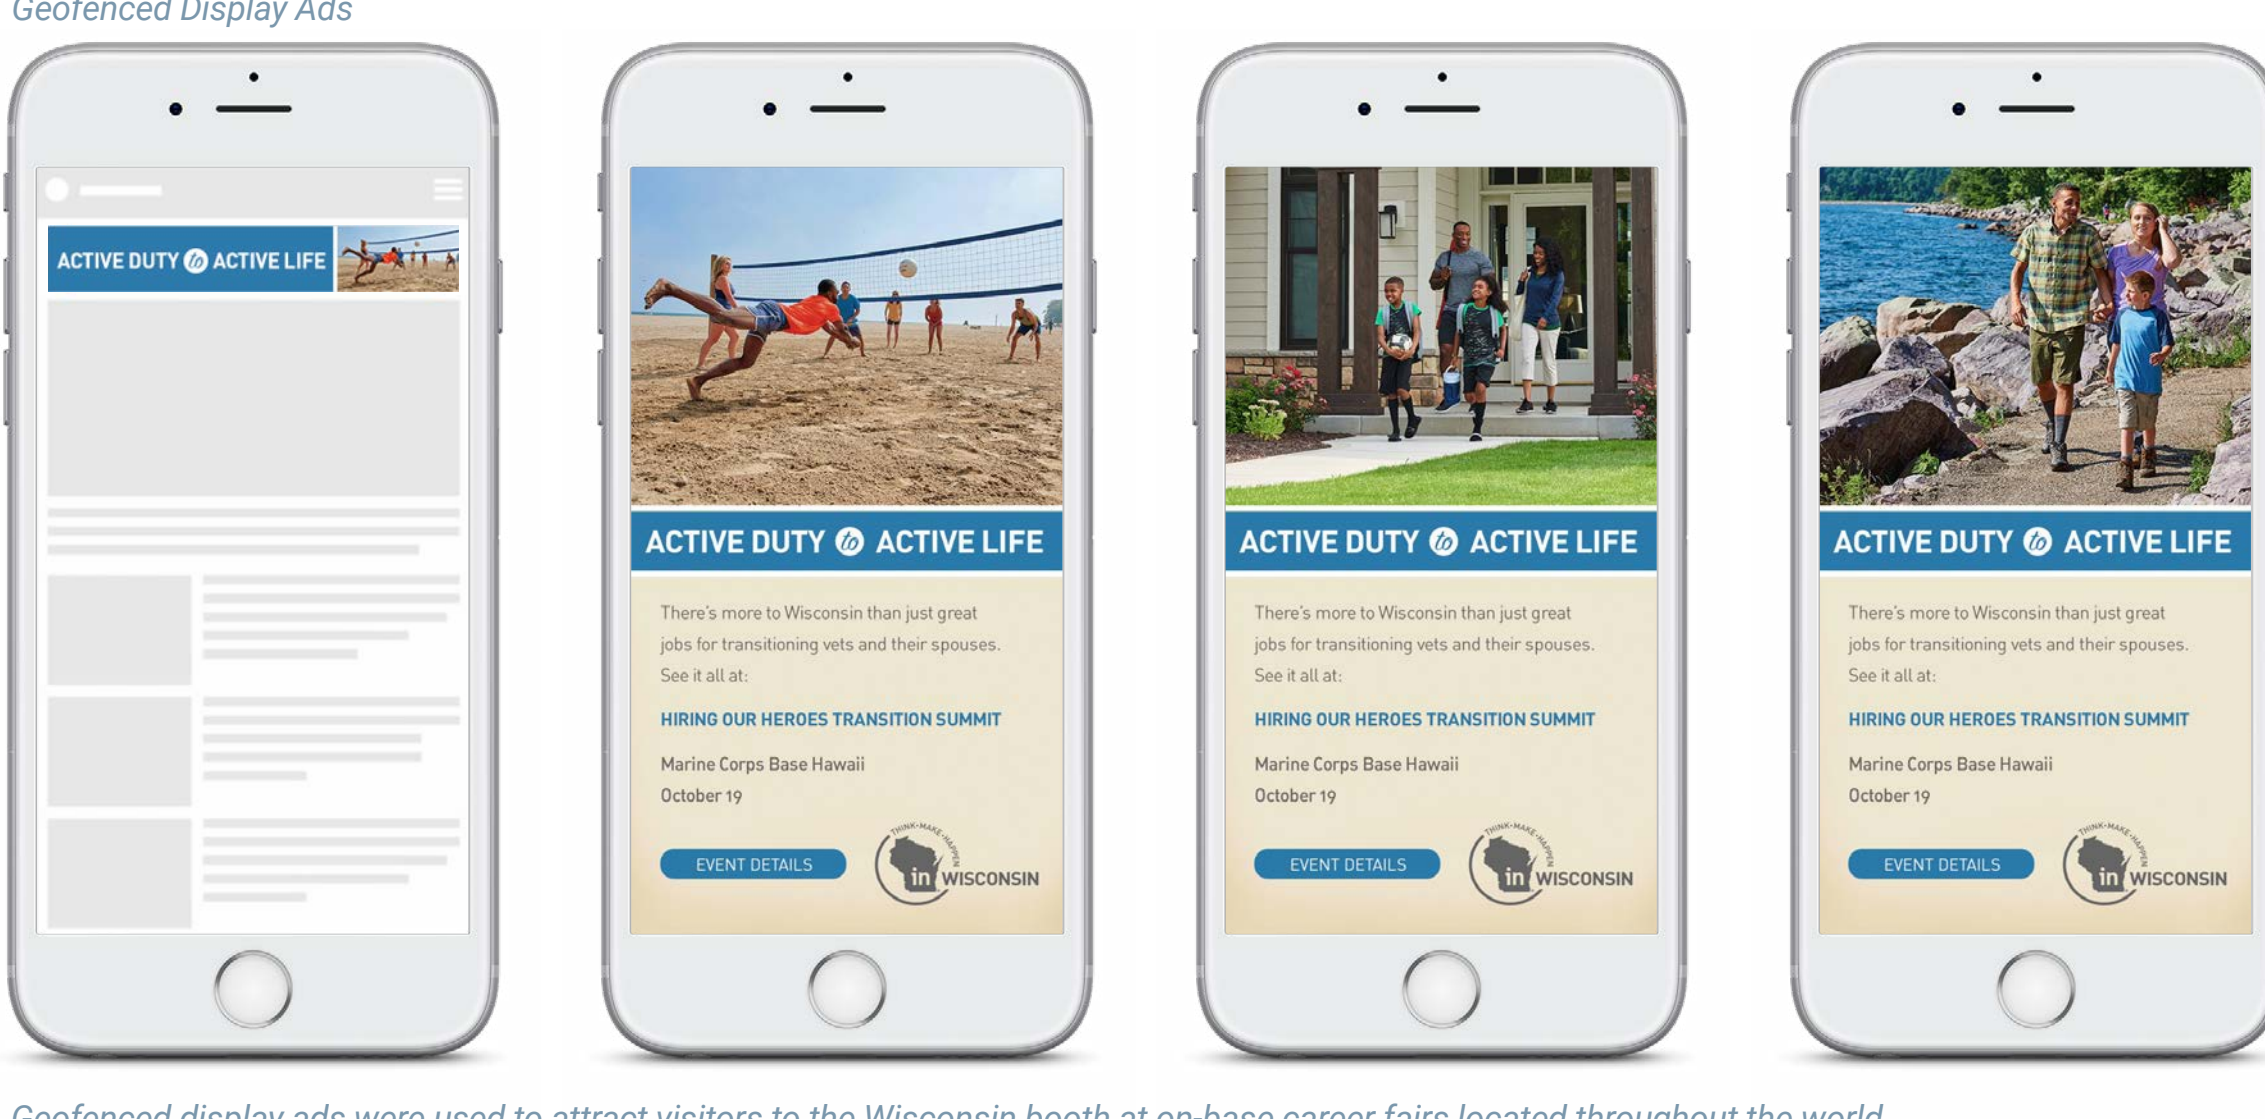 Geofenced Display Ads
ACTIVE DUTY to ACTIVE LIFE
ACTIVE DUTY to ACTIVE LIFE
There's more to Wisconsin than just great
jobs for transitioning vets and their spouses.
See it all at:
HIRING OUR HEROES TRANSITION SUMMIT
Marine Corps Base Hawaii
October 19
EVENT DETAILS
THINK•MAKE•HAPPEN
in WISCONSIN
ACTIVE DUTY to ACTIVE LIFE
There's more to Wisconsin than just great
jobs for transitioning vets and their spouses.
See it all at:
HIRING OUR HEROES TRANSITION SUMMIT
Marine Corps Base Hawaii
October 19
EVENT DETAILS
THINK•MAKE•HAPPEN
in WISCONSIN
ACTIVE DUTY to ACTIVE LIFE
There's more to Wisconsin than just great
jobs for transitioning vets and their spouses.
See it all at:
HIRING OUR HEROES TRANSITION SUMMIT
Marine Corps Base Hawaii
October 19
EVENT DETAILS
THINK•MAKE•HAPPEN
in WISCONSIN
Geofenced display ads were used to attract visitors to the Wisconsin booth at on-base career fairs located throughout the world